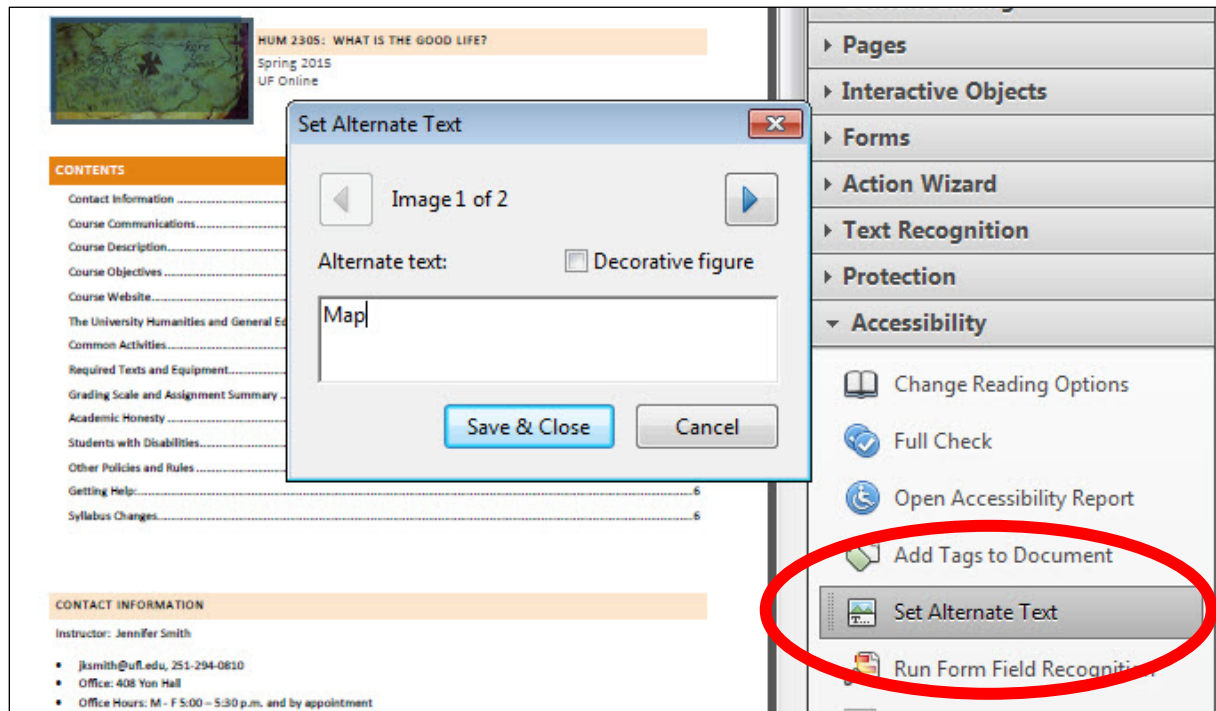 HUM 2305: WHAT IS THE GOOD LIFE?
Spring 2015
UF Online
CONTENTS
Contact Information
Course Communications
Course Description
Course Objectives
Course Website
The University Humanities and General Ed
Common Activities
Required Texts and Equipment
Grading Scale and Assignment Summary
Academic Honesty
Students with Disabilities
Other Policies and Rules
Getting Help: 6
Syllabus Changes 6
CONTACT INFORMATION
Instructor: Jennifer Smith
• jksmith@ufl.edu, 251-294-0810
• Office: 408 Yon Hall
• Office Hours: M - F 5:00 – 5:30 p.m. and by appointment
Set Alternate Text
Image 1 of 2
Alternate text:
Decorative figure
Map
Save & Close
Cancel
Pages
Interactive Objects
Forms
Action Wizard
Text Recognition
Protection
Accessibility
Change Reading Options
Full Check
Open Accessibility Report
Add Tags to Document
Set Alternate Text
Run Form Field Recognition